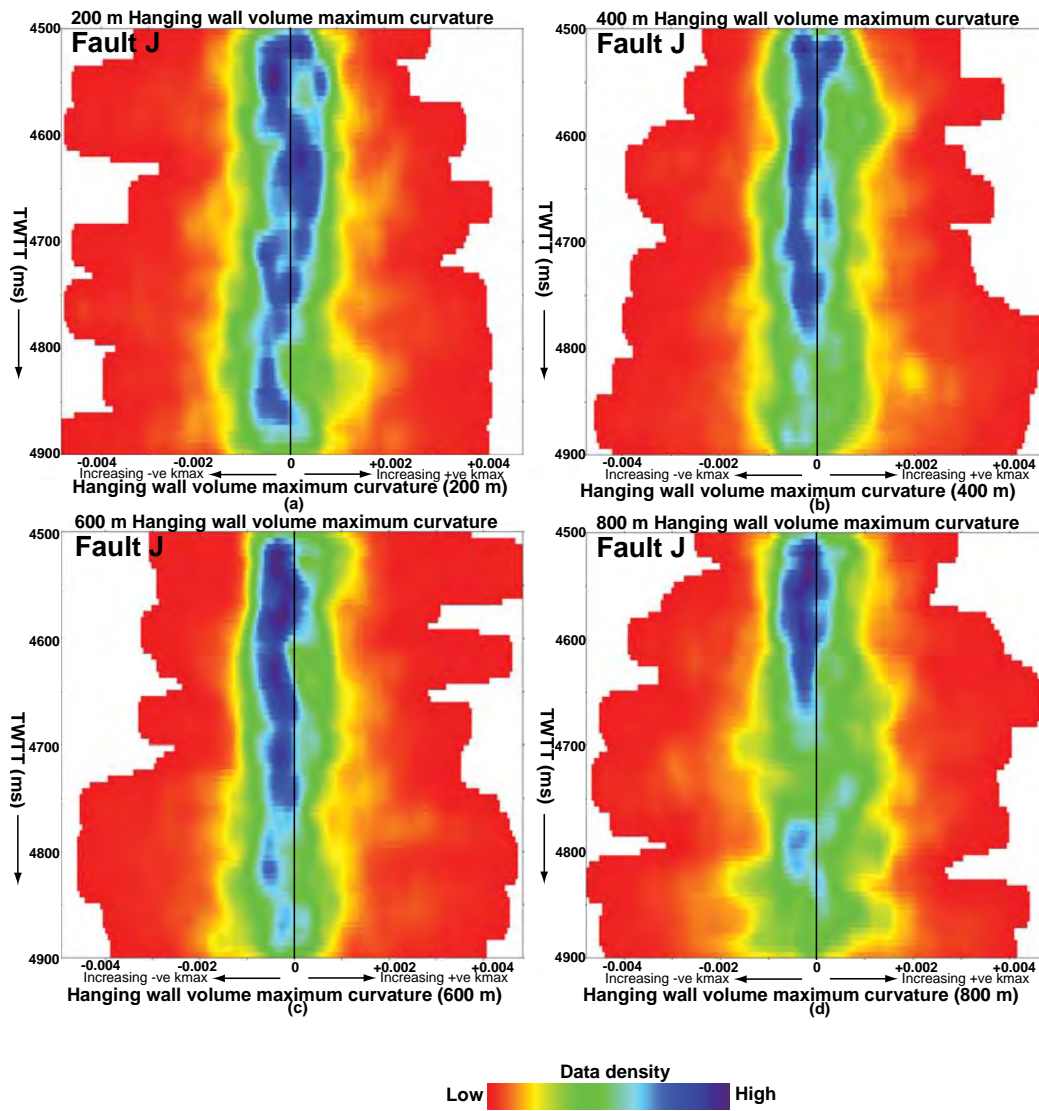 200 m Hanging wall volume maximum curvature
Fault J
4500
4600
4700
4800
4900
TWTT (ms)
-0.004 -0.002 0 +0.002 +0.004
Increasing -ve kmax Increasing +ve kmax
Hanging wall volume maximum curvature (200 m)
(a)
400 m Hanging wall volume maximum curvature
Fault J
4500
4600
4700
4800
4900
TWTT (ms)
-0.004 -0.002 0 +0.002 +0.004
Increasing -ve kmax Increasing +ve kmax
Hanging wall volume maximum curvature (400 m)
(b)
600 m Hanging wall volume maximum curvature
Fault J
4500
4600
4700
4800
4900
TWTT (ms)
-0.004 -0.002 0 +0.002 +0.004
Increasing -ve kmax Increasing +ve kmax
Hanging wall volume maximum curvature (600 m)
(c)
800 m Hanging wall volume maximum curvature
Fault J
4500
4600
4700
4800
4900
TWTT (ms)
-0.004 -0.002 0 +0.002 +0.004
Increasing -ve kmax Increasing +ve kmax
Hanging wall volume maximum curvature (800 m)
(d)
Data density
Low High